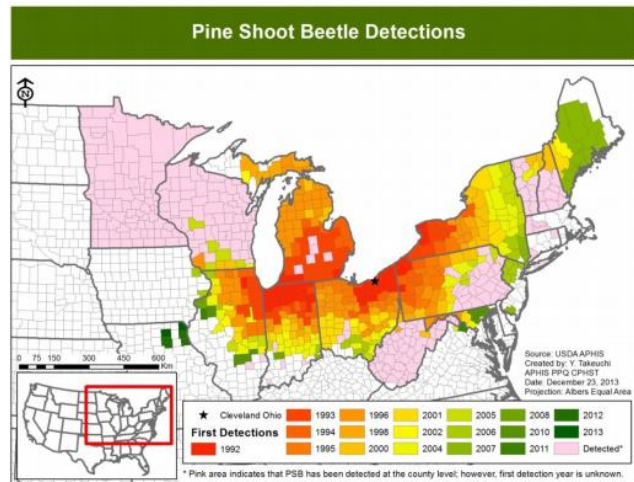 Pine Shoot Beetle Detections
N
0 75 150 300 450 600
Km
Source: USDA APHIS
Created by: Y. Takeuchi
APHIS PPQ CPHST
Date: December 23, 2013
Projection: Albers Equal Area
★ Cleveland Ohio
First Detections
1992
1993
1994
1995
1996
1998
2000
2001
2002
2004
2005
2006
2007
2008
2010
2011
2012
2013
Detected*
* Pink area indicates that PSB has been detected at the county level; however, first detection year is unknown.